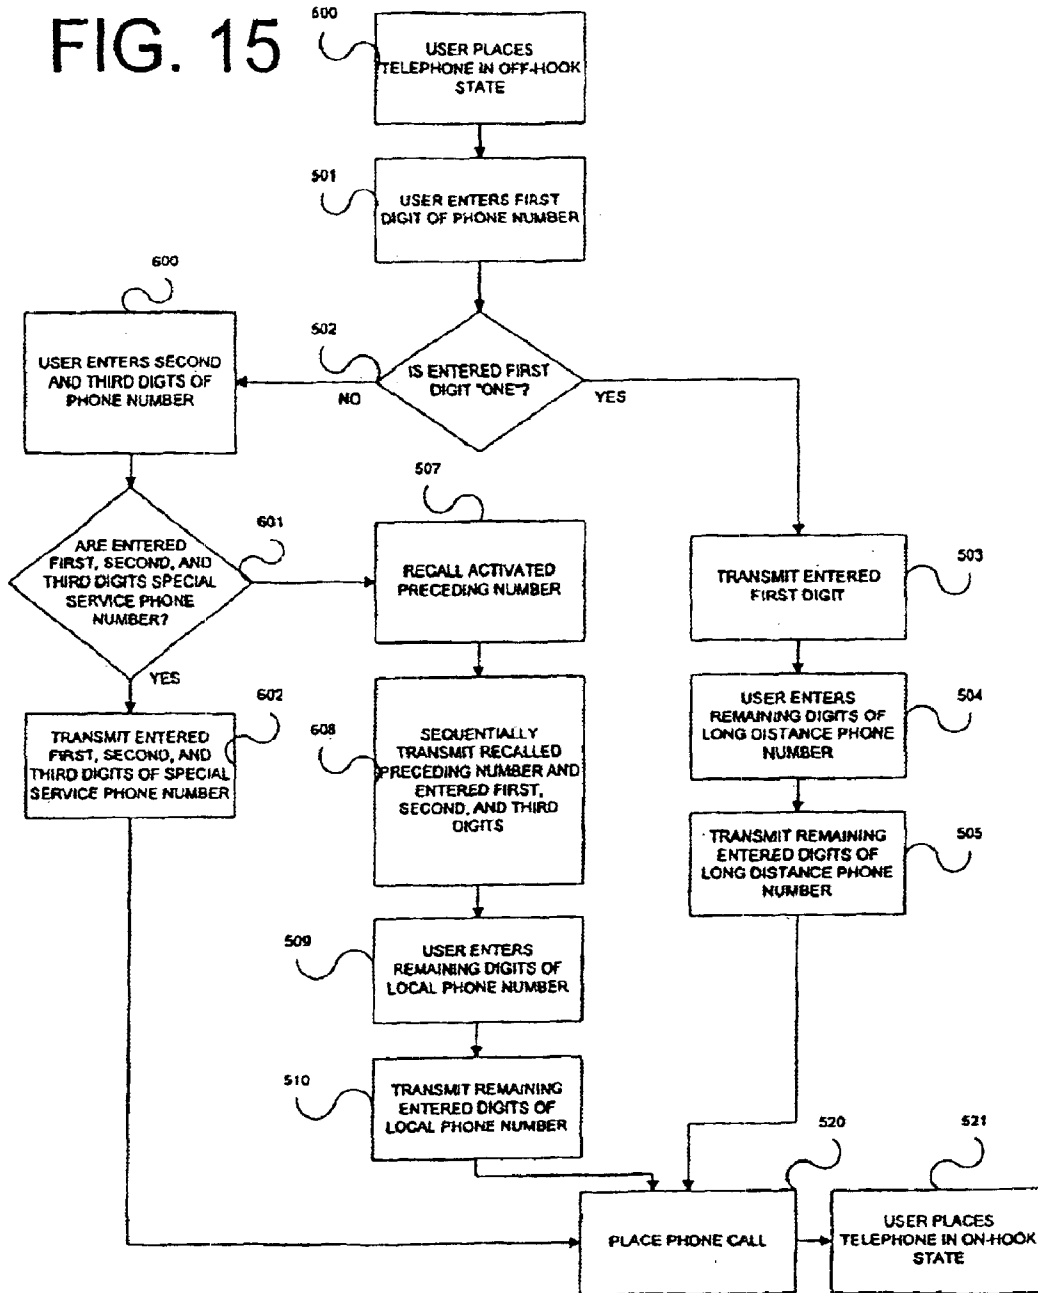 FIG. 15
600
USER PLACES
TELEPHONE IN OFF-HOOK
STATE
501
USER ENTERS FIRST
DIGIT OF PHONE NUMBER
600
USER ENTERS SECOND
AND THIRD DIGITS OF
PHONE NUMBER
502
IS ENTERED FIRST
DIGIT "ONE"?
NO
YES
507
601
ARE ENTERED
FIRST, SECOND, AND
THIRD DIGITS SPECIAL
SERVICE PHONE
NUMBER?
YES
RECALL ACTIVATED
PRECEDING NUMBER
503
TRANSMIT ENTERED
FIRST DIGIT
602
TRANSMIT ENTERED
FIRST, SECOND, AND
THIRD DIGITS OF SPECIAL
SERVICE PHONE NUMBER
608
SEQUENTIALLY
TRANSMIT RECALLED
PRECEDING NUMBER AND
ENTERED FIRST,
SECOND, AND THIRD
DIGITS
504
USER ENTERS
REMAINING DIGITS OF
LONG DISTANCE PHONE
NUMBER
505
TRANSMIT REMAINING
ENTERED DIGITS OF
LONG DISTANCE PHONE
NUMBER
509
USER ENTERS
REMAINING DIGITS OF
LOCAL PHONE NUMBER
510
TRANSMIT REMAINING
ENTERED DIGITS OF
LOCAL PHONE NUMBER
520
PLACE PHONE CALL
521
USER PLACES
TELEPHONE IN ON-HOOK
STATE